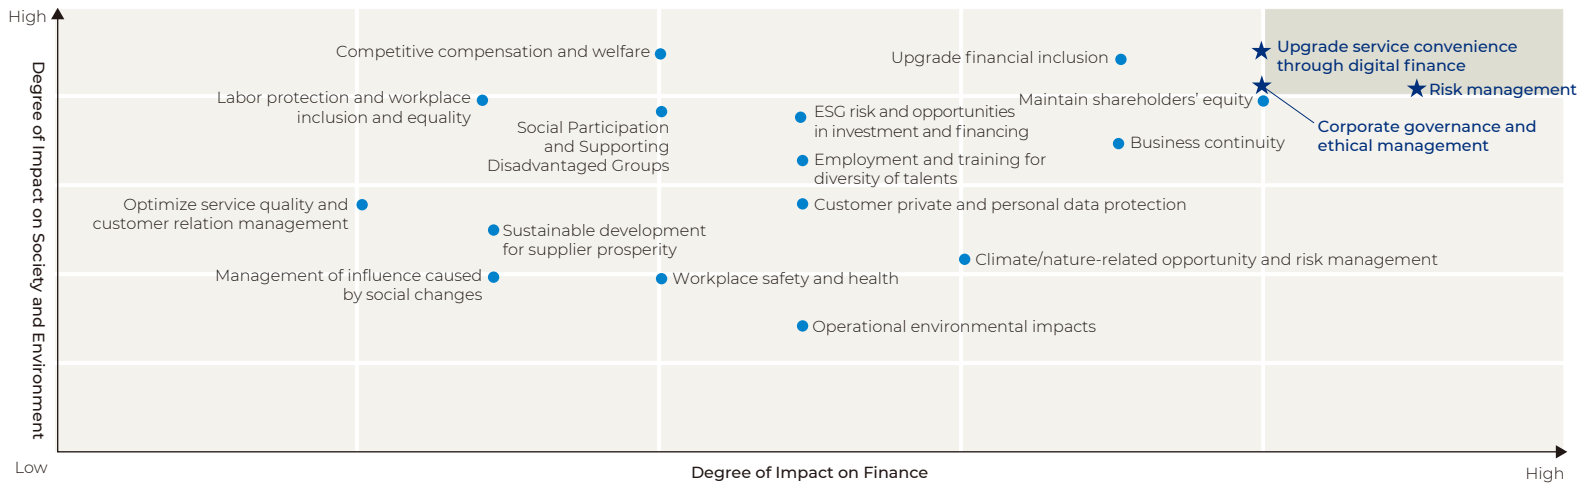 High
Degree of Impact on Society and Environment
Competitive compensation and welfare
Upgrade financial inclusion
Upgrade service convenience
through digital finance
Risk management
Labor protection and workplace
inclusion and equality
Maintain shareholders’ equity
Social Participation
and Supporting
Disadvantaged Groups
ESG risk and opportunities
in investment and financing
Corporate governance and
ethical management
Business continuity
Employment and training for
diversity of talents
Optimize service quality and
customer relation management
Customer private and personal data protection
Sustainable development
for supplier prosperity
Climate/nature-related opportunity and risk management
Management of influence caused
by social changes
Workplace safety and health
Operational environmental impacts
Low
Degree of Impact on Finance
High